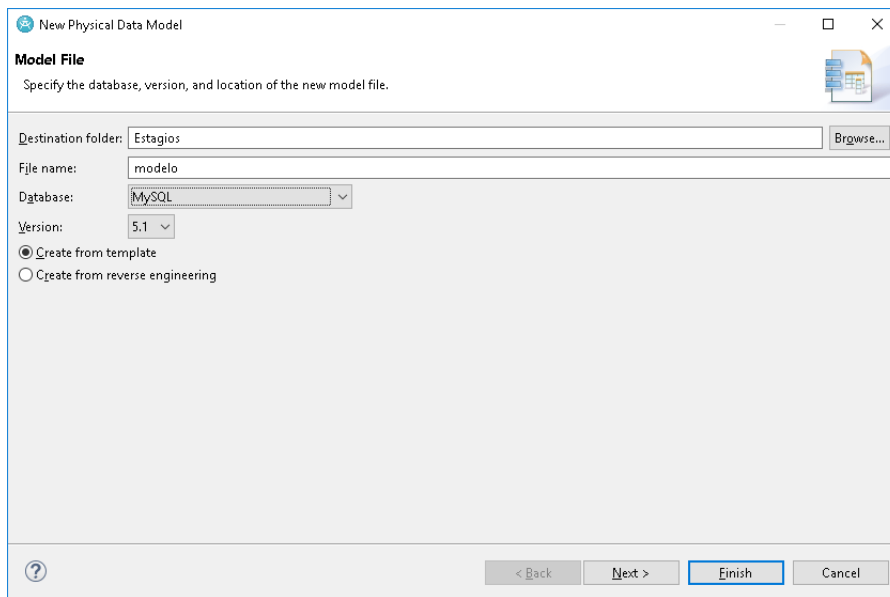 New Physical Data Model
Model File
Specify the database, version, and location of the new model file.
Destination folder: Estagios Browse...
File name: modelo
Database: MySQL
Version: 5.1
Create from template
Create from reverse engineering
? < Back Next > Finish Cancel